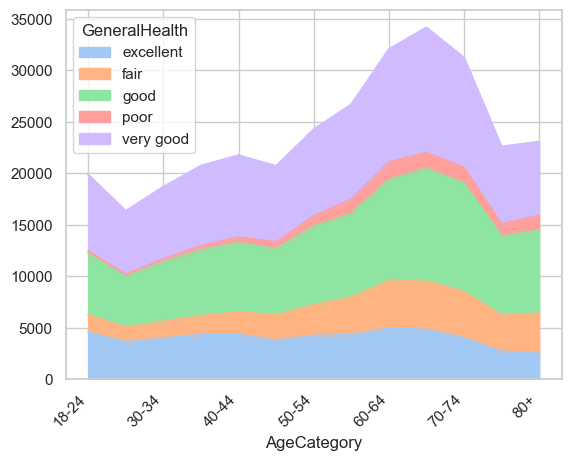 GeneralHealth
excellent
fair
good
poor
very good
35000
30000
25000
20000
15000
10000
5000
0
18-24
30-34
40-44
50-54
60-64
70-74
80+
AgeCategory